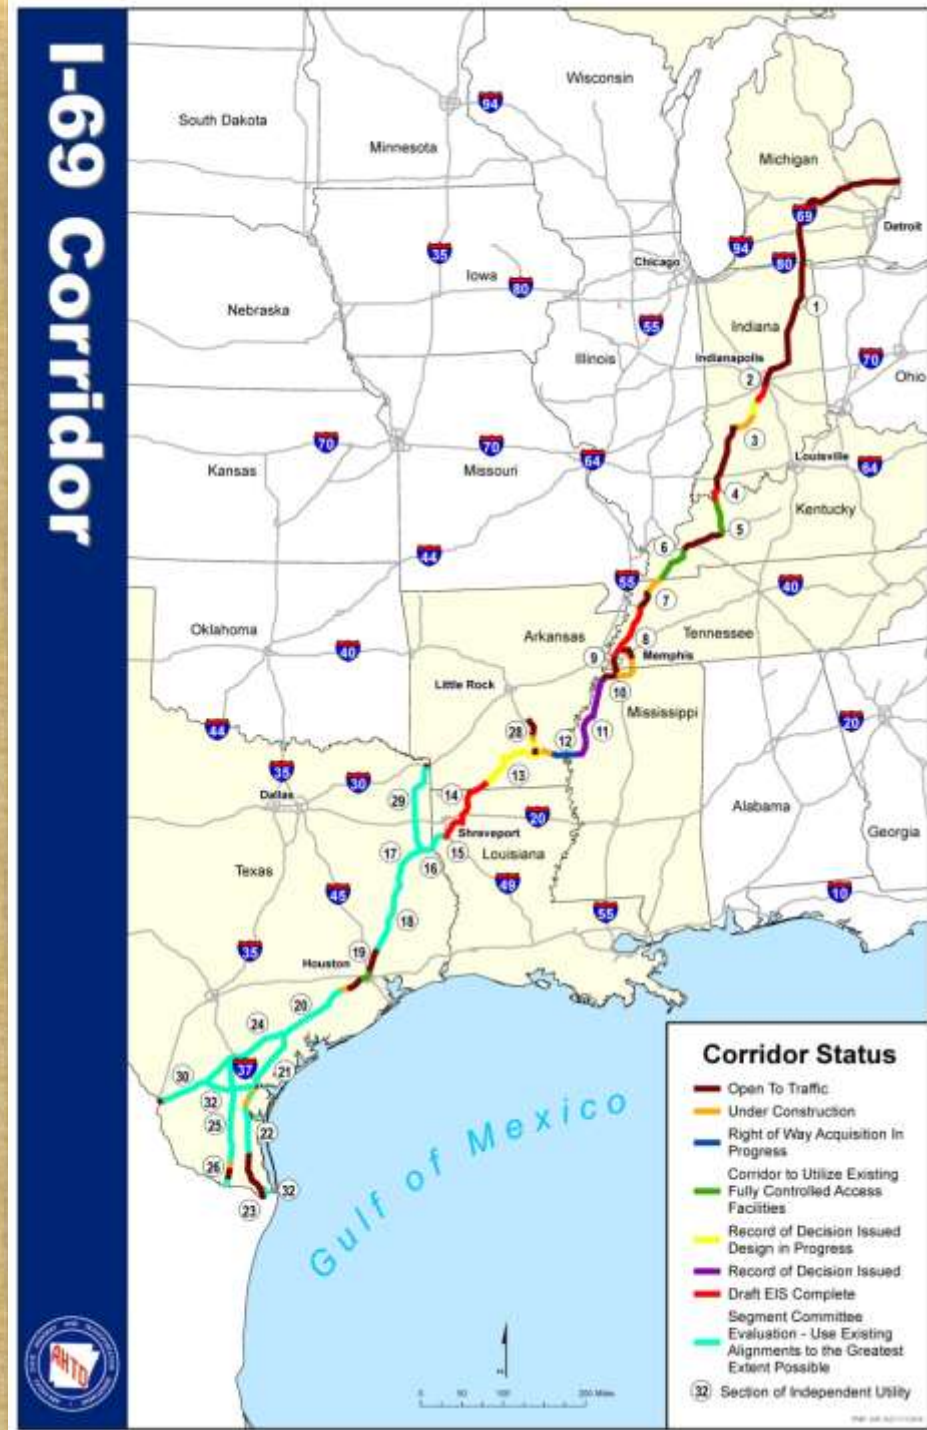 I-69 Corridor
94
Wisconsin
South Dakota
Minnesota
Michigan
69
Detroit
94
35
Chicago
80
Iowa
80
1
Nebraska
55
Indiana
Illinois
Indianapolis
70
2
Ohio
70
70
3
64
Louisville
64
Kansas
Missouri
4
Kentucky
5
44
6
55
40
7
Oklahoma
Arkansas
8
Tennessee
40
9
Memphis
Little Rock
10
Mississippi
44
28
12
11
20
35
30
13
Dallas
29
14
20
Alabama
Shreveport
Georgia
17
15
Louisiana
16
Texas
45
49
10
18
55
35
19
Houston
20
24
37
21
30
32
25
22
26
32
23
Gulf of Mexico
N
0 50 100 200 Miles
AHTD
Corridor Status
Open To Traffic
Under Construction
Right of Way Acquisition In
Progress
Corridor to Utilize Existing
Fully Controlled Access
Facilities
Record of Decision Issued
Design in Progress
Record of Decision Issued
Draft EIS Complete
Segment Committee
Evaluation - Use Existing
Alignments to the Greatest
Extent Possible
32 Section of Independent Utility